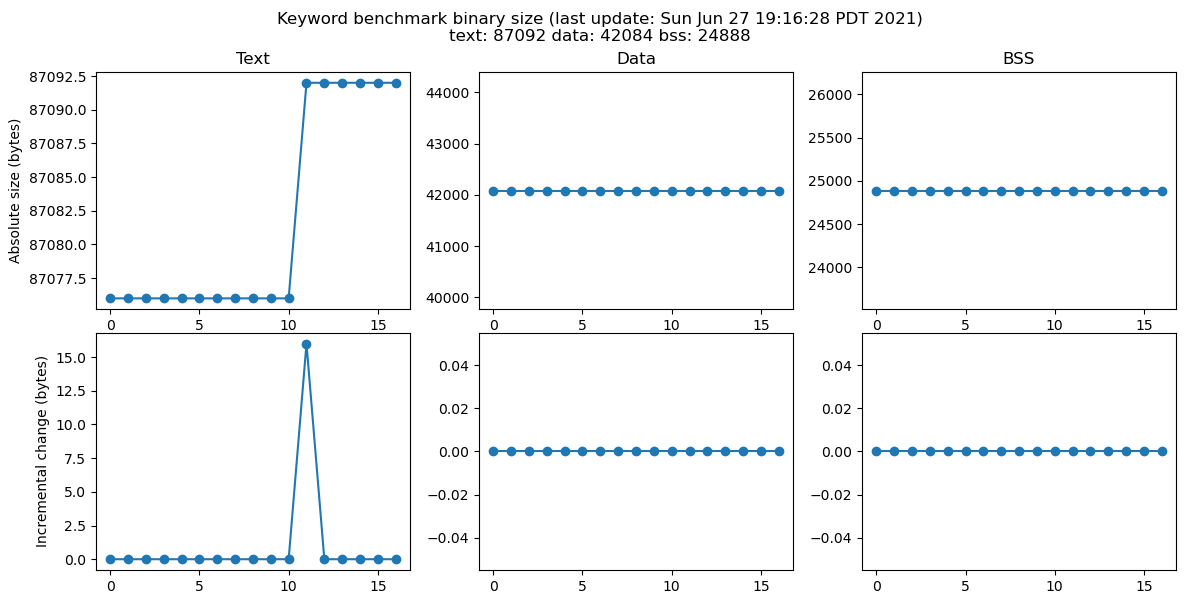 Keyword benchmark binary size (last update: Sun Jun 27 19:16:28 PDT 2021)
text: 87092 data: 42084 bss: 24888
Text
Absolute size (bytes)
87092.5
87090.0
87087.5
87085.0
87082.5
87080.0
87077.5
0 5 10 15
Data
44000
43000
42000
41000
40000
0 5 10 15
BSS
26000
25500
25000
24500
24000
0 5 10 15
Incremental change (bytes)
15.0
12.5
10.0
7.5
5.0
2.5
0.0
0 5 10 15
0.04
0.02
0.00
−0.02
−0.04
0 5 10 15
0.04
0.02
0.00
−0.02
−0.04
0 5 10 15